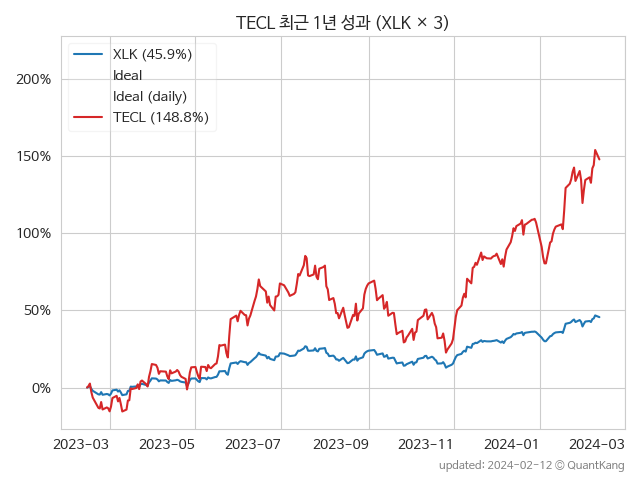 TECL 최근 1년 성과 (XLK × 3)
XLK (45.9%)
Ideal
Ideal (daily)
TECL (148.8%)
200%
150%
100%
50%
0%
2023-03 2023-05 2023-07 2023-09 2023-11 2024-01 2024-03
updated: 2024-02-12 © QuantKang